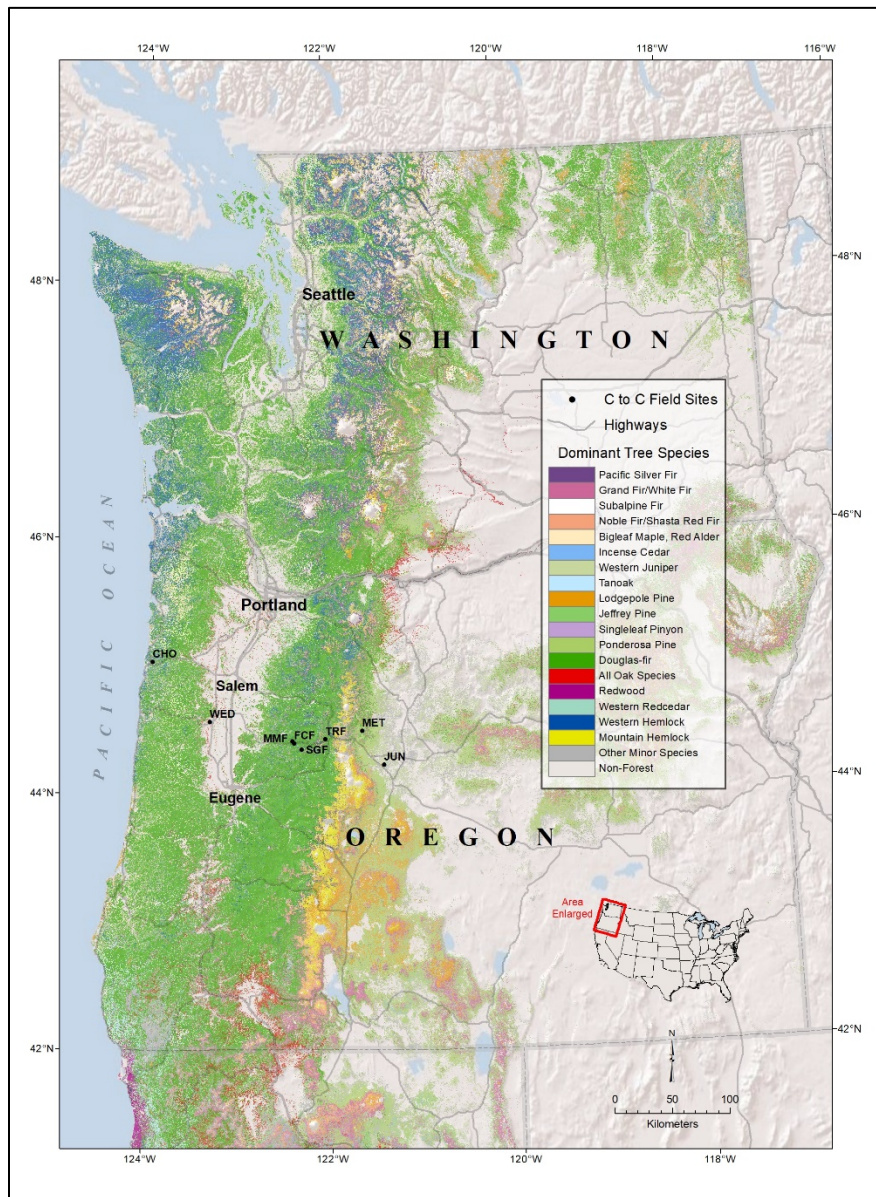 124°W 122°W 120°W 118°W 116°W
48°N 48°N
Seattle
WASHINGTON
C to C Field Sites
Highways
Dominant Tree Species
Pacific Silver Fir
Grand Fir/White Fir
Subalpine Fir
Noble Fir/Shasta Red Fir
Bigleaf Maple, Red Alder
Incense Cedar
Western Juniper
Tanoak
Lodgepole Pine
Jeffrey Pine
Singleleaf Pinyon
Ponderosa Pine
Douglas-fir
All Oak Species
Redwood
Western Redcedar
Western Hemlock
Mountain Hemlock
Other Minor Species
Non-Forest
46°N 46°N
PACIFIC OCEAN
Portland
CHO
Salem
WED
MMF FCF TRF MET
SGF
JUN
44°N 44°N
Eugene
OREGON
Area
Enlarged
42°N 42°N
N
0 50 100
Kilometers
124°W 122°W 120°W 118°W